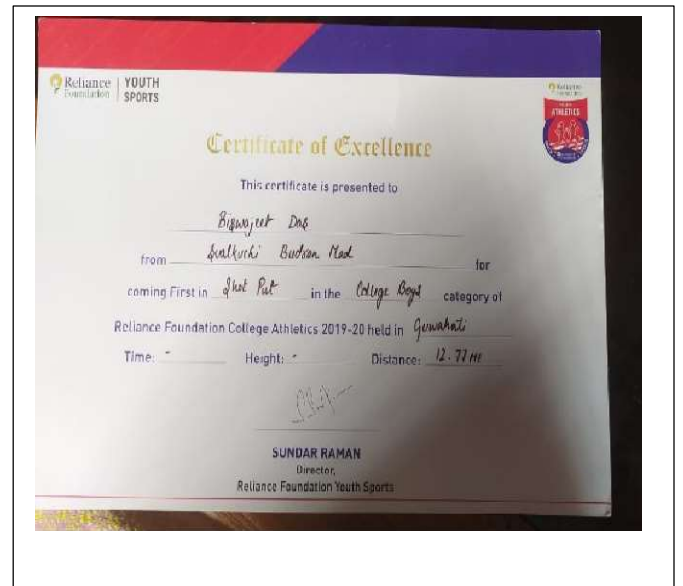 Reliance | YOUTH
Foundation | SPORTS
ATHLETICS
Certificate of Excellence
This certificate is presented to
Biswajeet Das
from Sualkuchi Budram for
coming First in Shot Put in the College Boys category of
Reliance Foundation College Athletics 2019-20 held in Guwahati
Time: - Height: - Distance: 12.77 m
SUNDAR RAMAN
Director,
Reliance Foundation Youth Sports